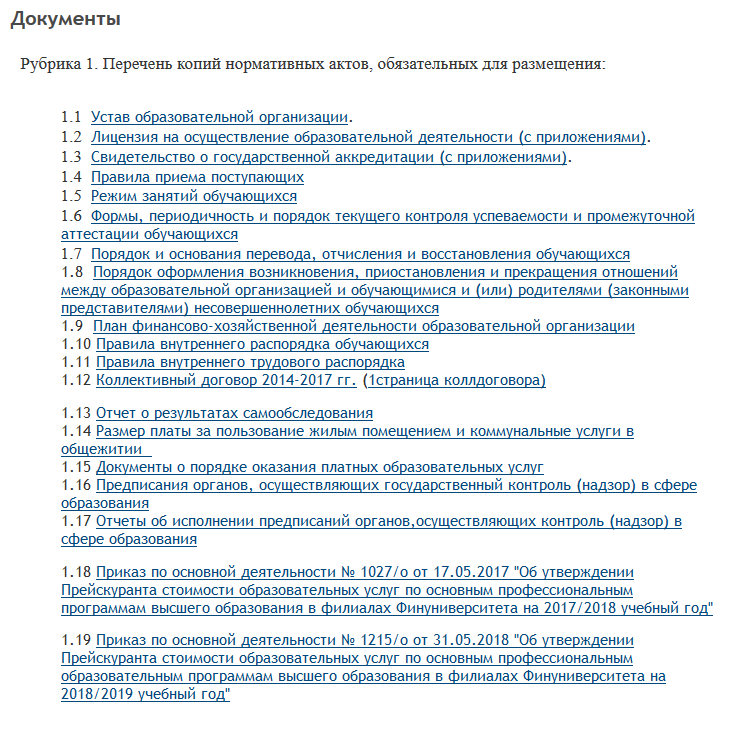 Документы
Рубрика 1. Перечень копий нормативных актов, обязательных для размещения:
1.1 Устав образовательной организации.
1.2 Лицензия на осуществление образовательной деятельности (с приложениями).
1.3 Свидетельство о государственной аккредитации (с приложениями).
1.4 Правила приема поступающих
1.5 Режим занятий обучающихся
1.6 Формы, периодичность и порядок текущего контроля успеваемости и промежуточной
аттестации обучающихся
1.7 Порядок и основания перевода, отчисления и восстановления обучающихся
1.8 Порядок оформления возникновения, приостановления и прекращения отношений
между образовательной организацией и обучающимися и (или) родителями (законными
представителями) несовершеннолетних обучающихся
1.9 План финансово-хозяйственной деятельности образовательной организации
1.10 Правила внутреннего распорядка обучающихся
1.11 Правила внутреннего трудового распорядка
1.12 Коллективный договор 2014-2017 гг. (1страница коллдоговора)
1.13 Отчет о результатах самообследования
1.14 Размер платы за пользование жилым помещением и коммунальные услуги в
общежитии
1.15 Документы о порядке оказания платных образовательных услуг
1.16 Предписания органов, осуществляющих государственный контроль (надзор) в сфере
образования
1.17 Отчеты об исполнении предписаний органов,осуществляющих контроль (надзор) в
сфере образования
1.18 Приказ по основной деятельности № 1027/о от 17.05.2017 "Об утверждении
Прейскуранта стоимости образовательных услуг по основным профессиональным
программам высшего образования в филиалах Финуниверситета на 2017/2018 учебный год"
1.19 Приказ по основной деятельности № 1215/о от 31.05.2018 "Об утверждении
Прейскуранта стоимости образовательных услуг по основным профессиональным
образовательным программам высшего образования в филиалах Финуниверситета на
2018/2019 учебный год"